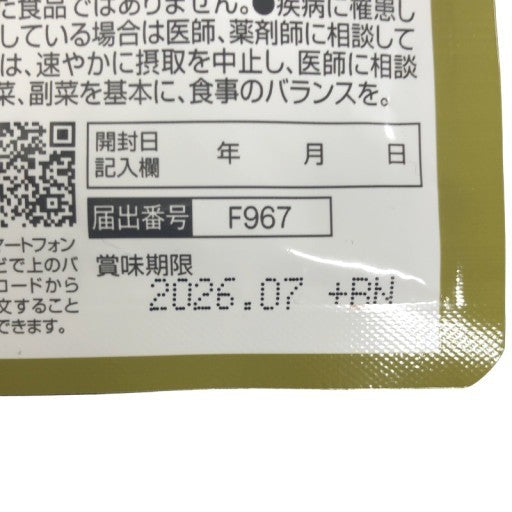 た食品ではありません。●疾病に罹患し
している場合は医師、薬剤師に相談して
は、速やかに摂取を中止し、医師に相談
菜、副菜を基本に、食事のバランスを。
開封日
記入欄 年 月 日
届出番号 F967
マートフォン
どで上のバ
コードから
文すること
できます。
賞味期限
2026.07 +BN